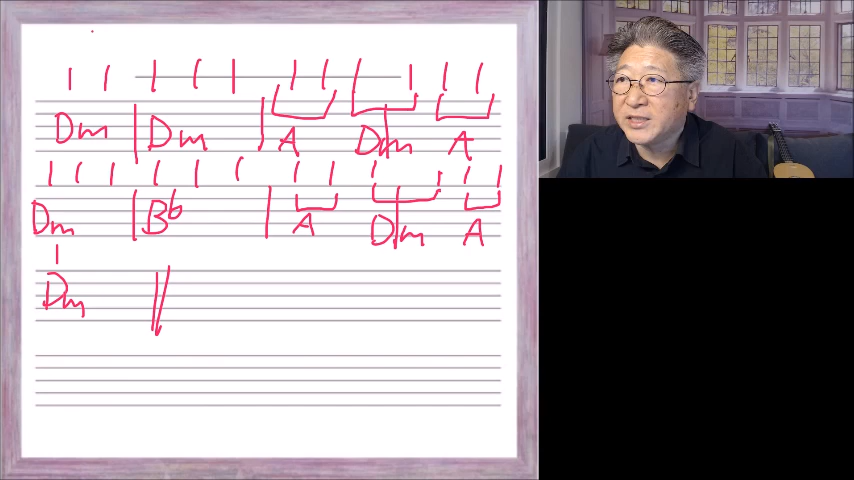 Dm | Dm | A Dm A
Dm | B♭ | A Dm A
Dm ||